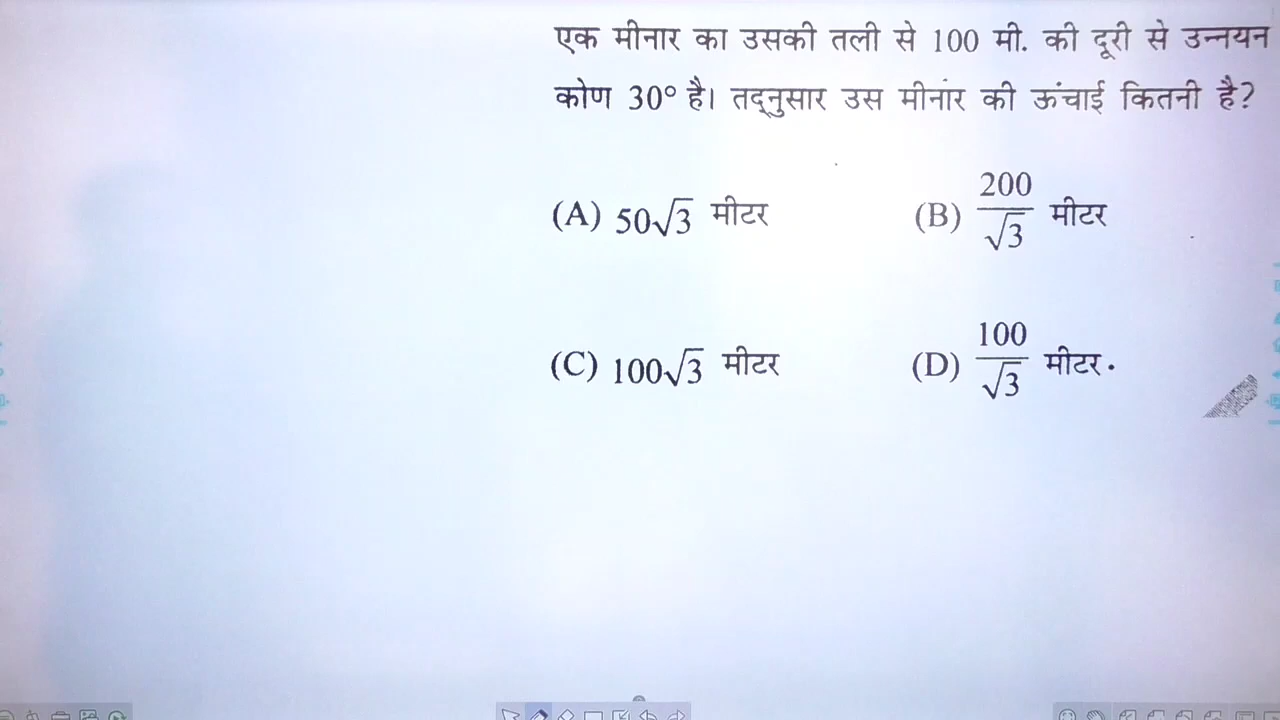 एक मीनार का उसकी तली से 100 मी. की दूरी से उन्नयन
कोण 30° है। तद्नुसार उस मीनार की ऊंचाई कितनी है?
(A) 50√3 मीटर (B) 200/√3 मीटर
(C) 100√3 मीटर (D) 100/√3 मीटर.